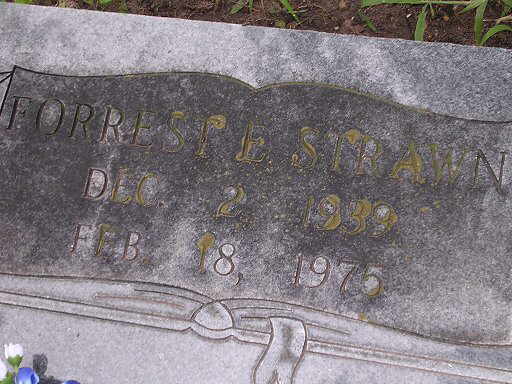 FORREST E STRAWN
DEC. 2, 1939
FEB. 18, 1975